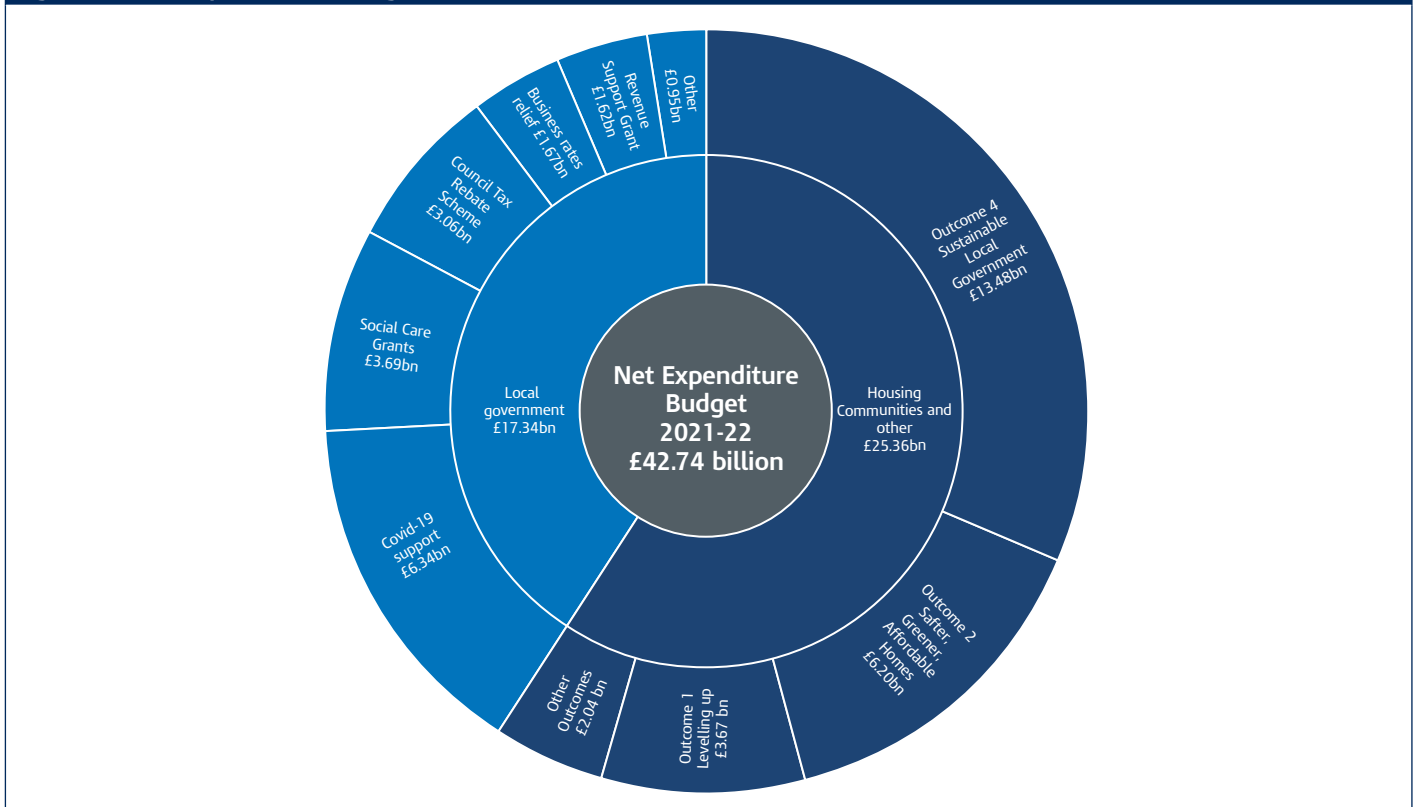 Net Expenditure
Budget
2021-22
£42.74 billion
Housing
Communities and
other
£25.36bn
Outcome 4
Sustainable
Local
Government
£13.48bn
Outcome 2
Safter,
Greener,
Affordable
Homes
£6.20bn
Outcome 1
Levelling up
£3.67 bn
Other
Outcomes
£2.04 bn
Local
government
£17.34bn
Covid-19
support
£6.34bn
Social Care
Grants
£3.69bn
Council Tax
Rebate
Scheme
£3.06bn
Business rates
relief £1.67bn
Revenue
Support Grant
£1.62bn
Other
£0.95bn